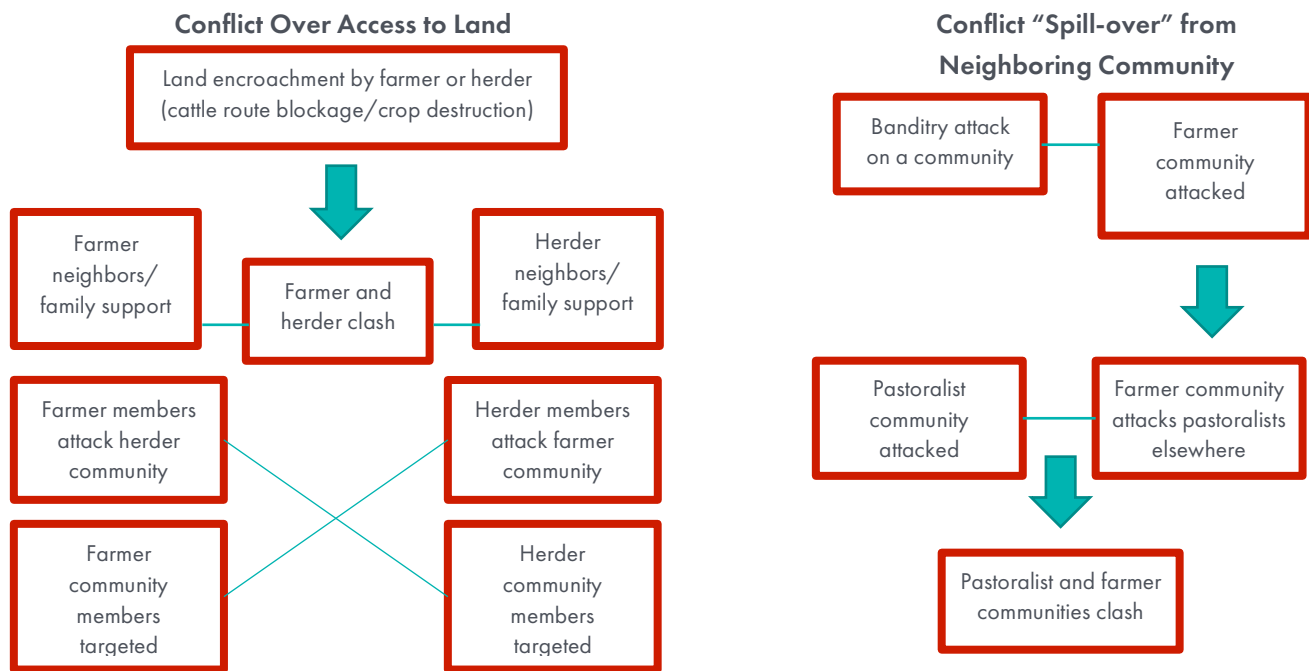 Conflict Over Access to Land
Land encroachment by farmer or herder
(cattle route blockage/crop destruction)
Farmer
neighbors/
family support
Farmer and
herder clash
Herder
neighbors/
family support
Farmer members
attack herder
community
Herder members
attack farmer
community
Farmer
community
members
targeted
Herder
community
members
targeted
Conflict “Spill-over” from
Neighboring Community
Banditry attack
on a community
Farmer
community
attacked
Pastoralist
community
attacked
Farmer community
attacks pastoralists
elsewhere
Pastoralist and farmer
communities clash